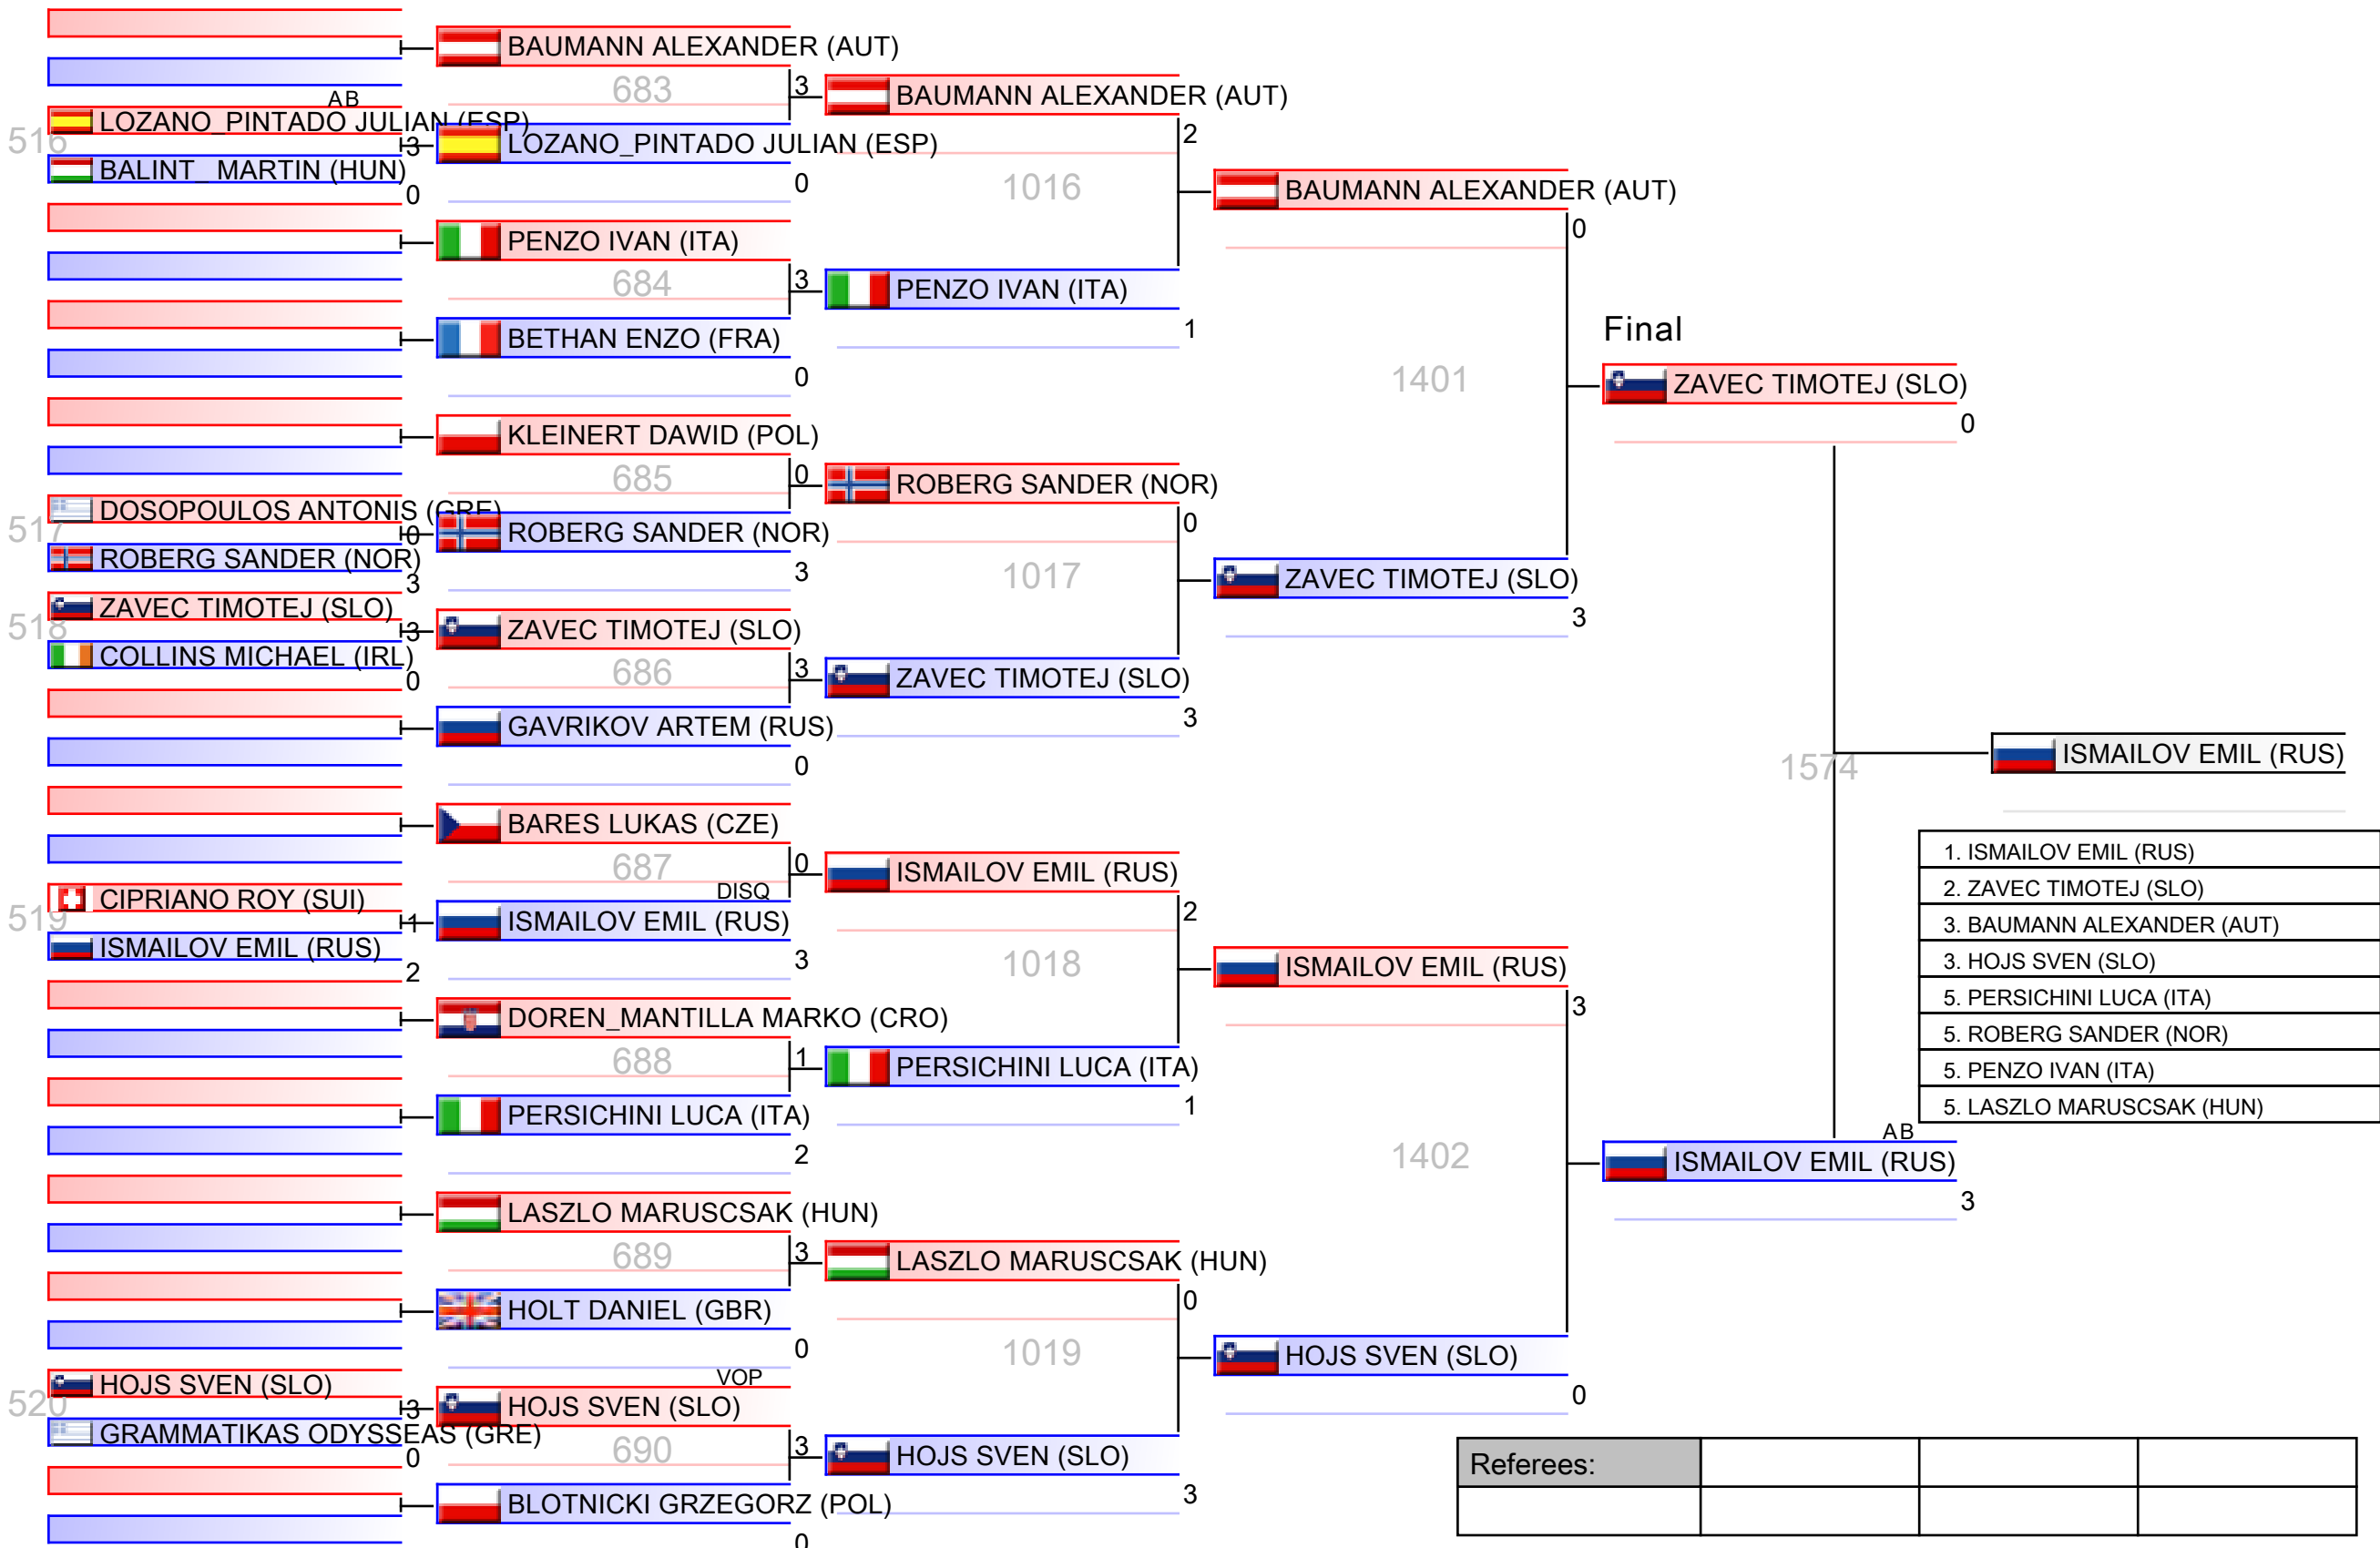 BAUMANN ALEXANDER (AUT)
683
3
BAUMANN ALEXANDER (AUT)
2
AB
LOZANO_PINTADO JULIAN (ESP)
516
3
BALINT_ MARTIN (HUN)
0
LOZANO_PINTADO JULIAN (ESP)
0
1016
BAUMANN ALEXANDER (AUT)
0
PENZO IVAN (ITA)
684
3
PENZO IVAN (ITA)
1
BETHAN ENZO (FRA)
0
1401
Final
ZAVEC TIMOTEJ (SLO)
0
KLEINERT DAWID (POL)
685
0
ROBERG SANDER (NOR)
0
DOSOPOULOS ANTONIS (GRE)
517
0
ROBERG SANDER (NOR)
3
ROBERG SANDER (NOR)
3
1017
ZAVEC TIMOTEJ (SLO)
3
ZAVEC TIMOTEJ (SLO)
518
3
COLLINS MICHAEL (IRL)
0
ZAVEC TIMOTEJ (SLO)
686
3
ZAVEC TIMOTEJ (SLO)
3
GAVRIKOV ARTEM (RUS)
0
1574
ISMAILOV EMIL (RUS)
BARES LUKAS (CZE)
687
0
ISMAILOV EMIL (RUS)
2
DISQ
CIPRIANO ROY (SUI)
519
1
ISMAILOV EMIL (RUS)
2
ISMAILOV EMIL (RUS)
3
1018
ISMAILOV EMIL (RUS)
3
1. ISMAILOV EMIL (RUS)
2. ZAVEC TIMOTEJ (SLO)
3. BAUMANN ALEXANDER (AUT)
3. HOJS SVEN (SLO)
5. PERSICHINI LUCA (ITA)
5. ROBERG SANDER (NOR)
5. PENZO IVAN (ITA)
5. LASZLO MARUSCSAK (HUN)
DOREN_MANTILLA MARKO (CRO)
688
1
PERSICHINI LUCA (ITA)
1
PERSICHINI LUCA (ITA)
2
1402
AB
ISMAILOV EMIL (RUS)
3
LASZLO MARUSCSAK (HUN)
689
3
LASZLO MARUSCSAK (HUN)
0
HOLT DANIEL (GBR)
0
1019
HOJS SVEN (SLO)
0
VOP
HOJS SVEN (SLO)
520
3
GRAMMATIKAS ODYSSEAS (GRE)
0
HOJS SVEN (SLO)
690
3
HOJS SVEN (SLO)
3
BLOTNICKI GRZEGORZ (POL)
0
Referees: